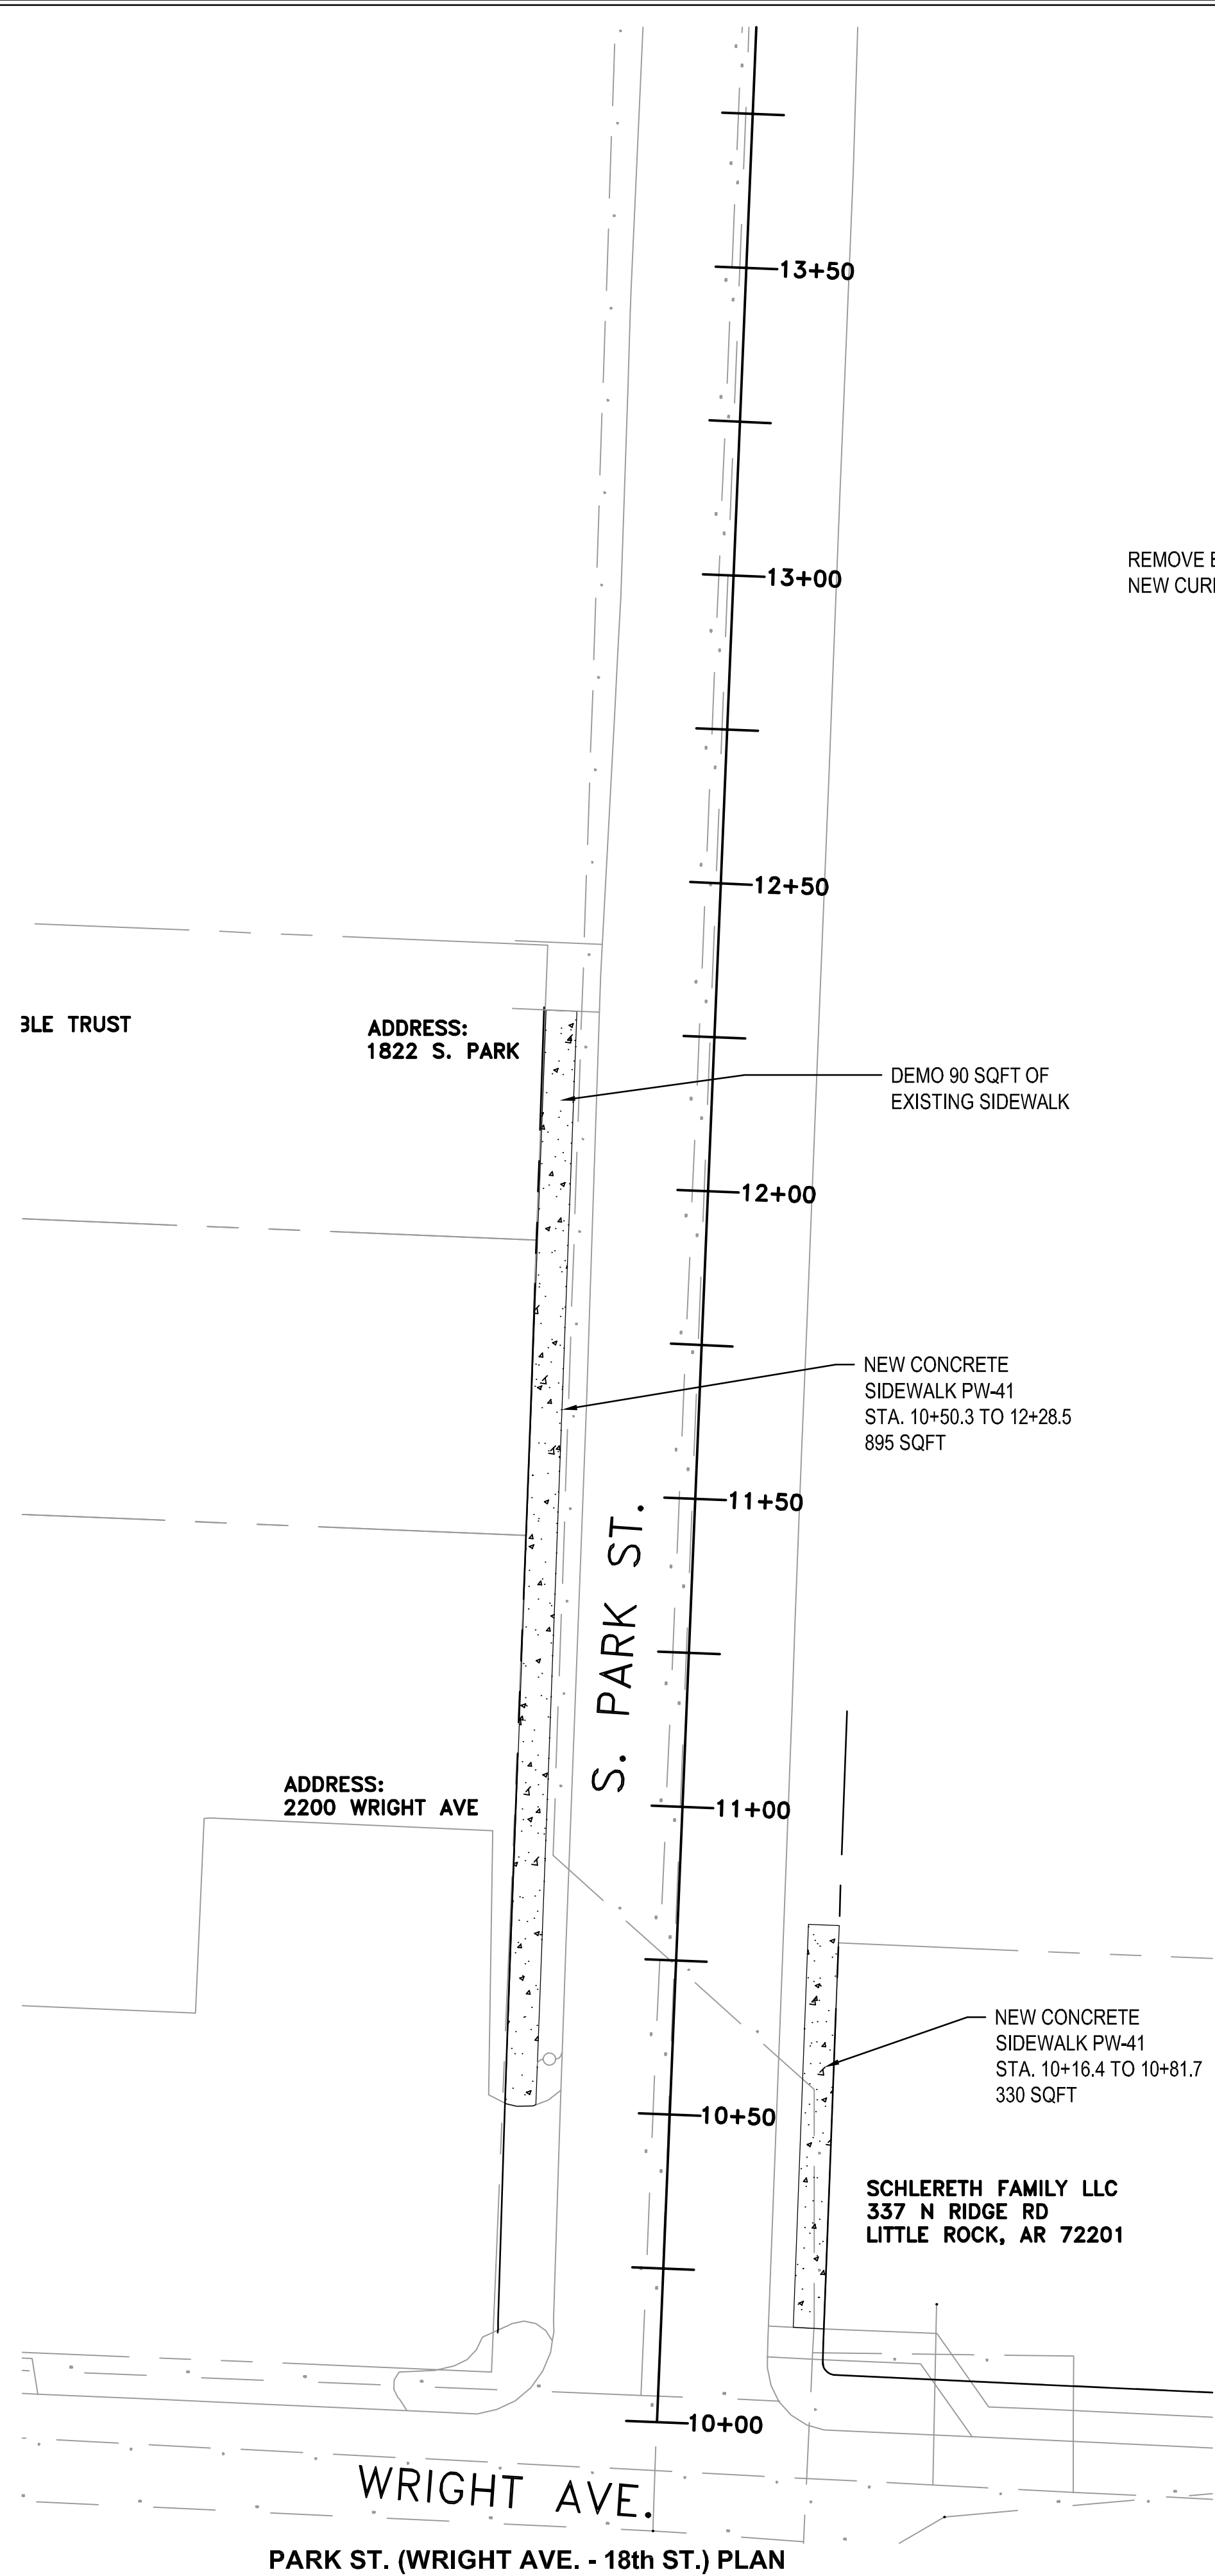 13+50
13+00
REMOVE
NEW
12+50
TRUST
ADDRESS:
1822 S. PARK
DEMO 90 SQFT OF
EXISTING SIDEWALK
12+00
NEW CONCRETE
SIDEWALK PW-41
STA. 10+50.3 TO 12+28.5
895 SQFT
11+50
S. PARK ST.
ADDRESS:
2200 WRIGHT AVE
11+00
NEW CONCRETE
SIDEWALK PW-41
STA. 10+16.4 TO 10+81.7
330 SQFT
10+50
SCHLERETH FAMILY LLC
337 N RIDGE RD
LITTLE ROCK, AR 72201
10+00
WRIGHT AVE.
PARK ST. (WRIGHT AVE. - 18th ST.) PLAN